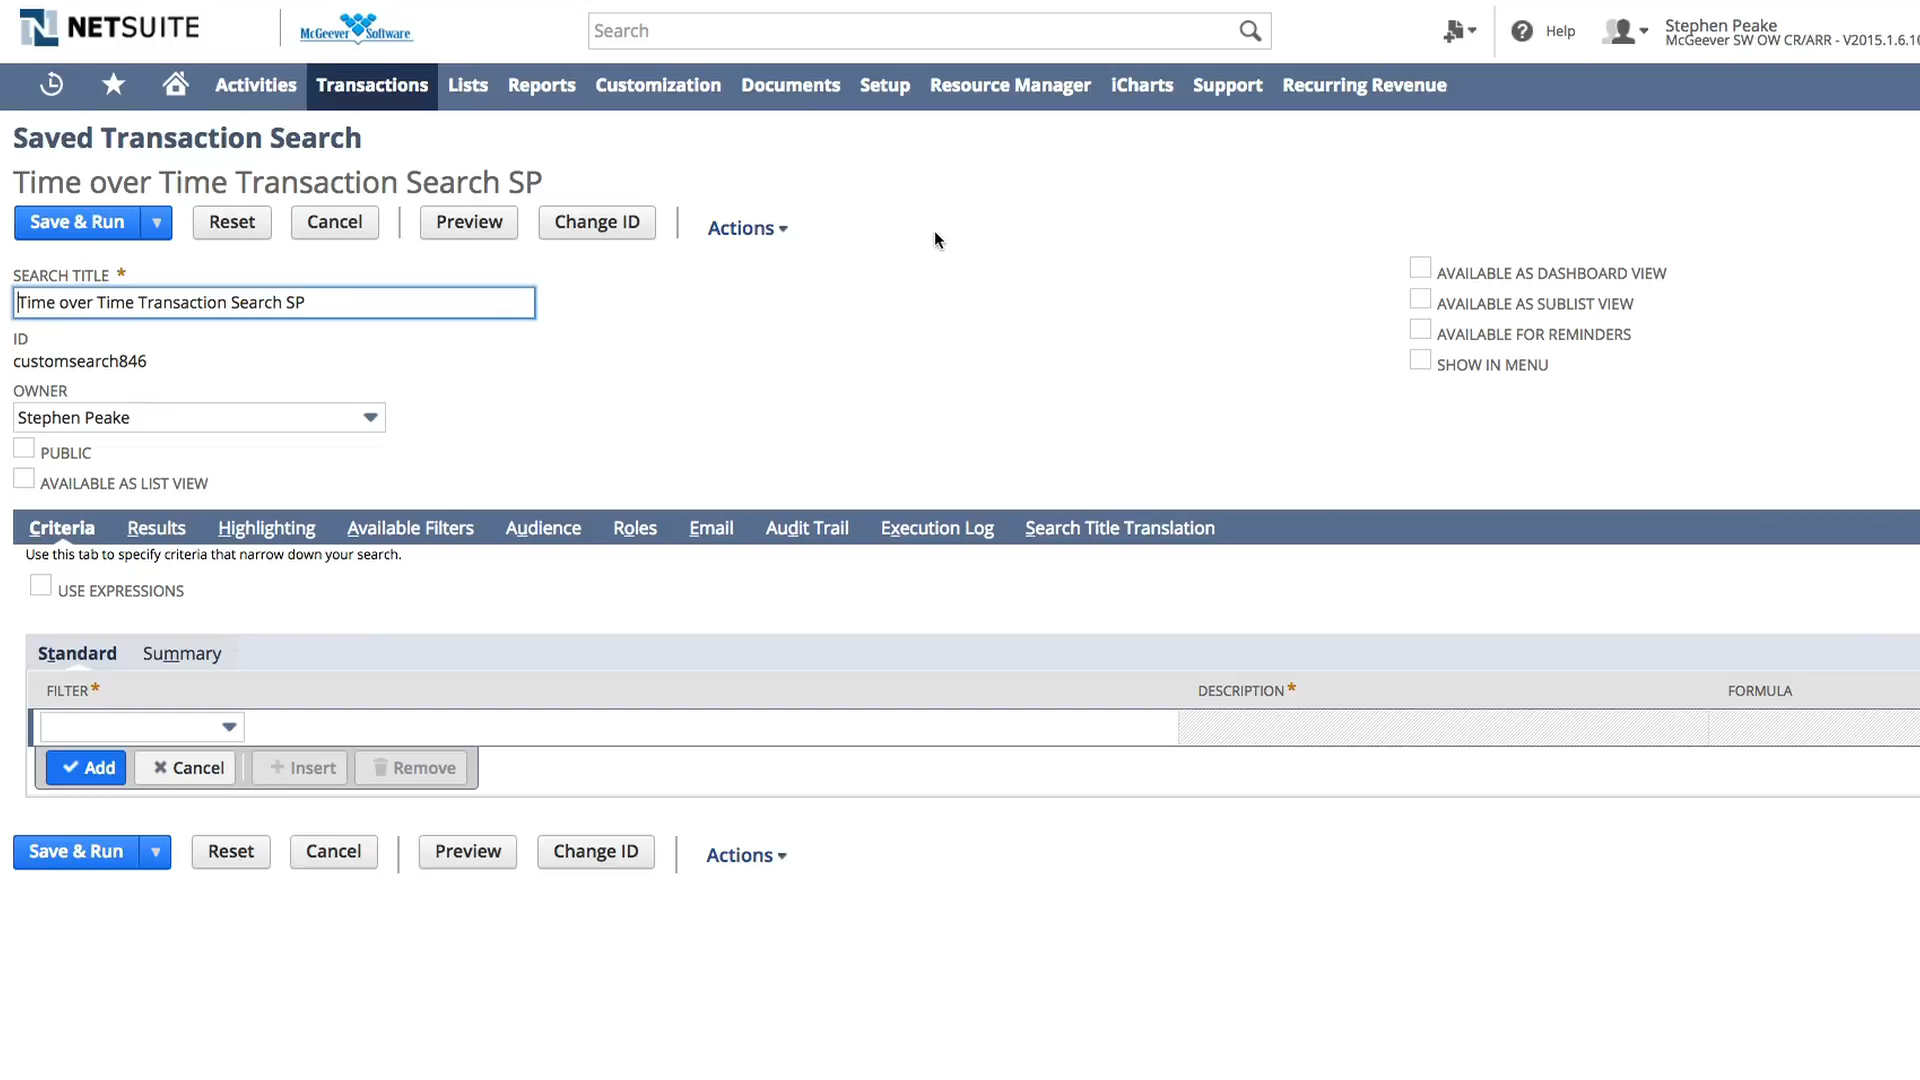 NETSUITE
McGeever Software
Search
Help
Stephen Peake
McGeever SW OW CR/ARR - V2015.1.6.
Activities Transactions Lists Reports Customization Documents Setup Resource Manager iCharts Support Recurring Revenue
Saved Transaction Search
Time over Time Transaction Search SP
Save & Run Reset Cancel Preview Change ID Actions
SEARCH TITLE *
Time over Time Transaction Search SP
ID
customsearch846
OWNER
Stephen Peake
PUBLIC
AVAILABLE AS LIST VIEW
AVAILABLE AS DASHBOARD VIEW
AVAILABLE AS SUBLIST VIEW
AVAILABLE FOR REMINDERS
SHOW IN MENU
Criteria Results Highlighting Available Filters Audience Roles Email Audit Trail Execution Log Search Title Translation
Use this tab to specify criteria that narrow down your search.
USE EXPRESSIONS
Standard Summary
FILTER * DESCRIPTION * FORMULA
Add Cancel Insert Remove
Save & Run Reset Cancel Preview Change ID Actions